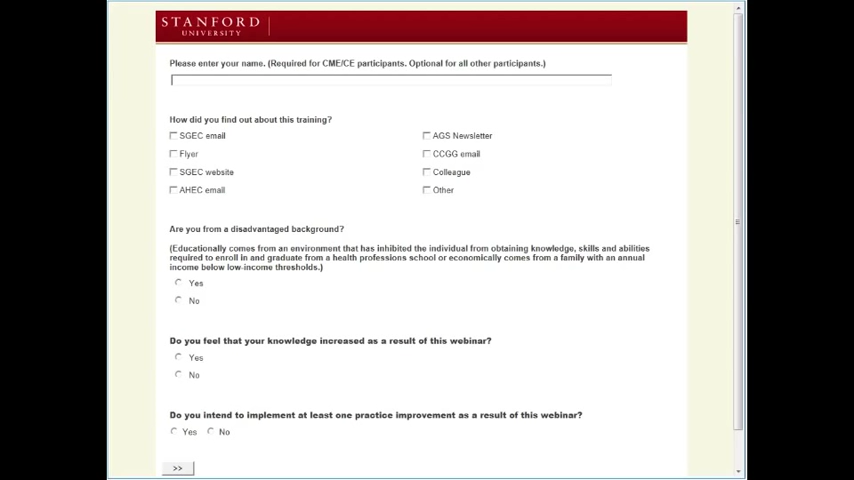 STANFORD
UNIVERSITY
Please enter your name. (Required for CME/CE participants. Optional for all other participants.)
How did you find out about this training?
SGEC email
AGS Newsletter
Flyer
CCGG email
SGEC website
Colleague
AHEC email
Other
Are you from a disadvantaged background?
(Educationally comes from an environment that has inhibited the individual from obtaining knowledge, skills and abilities
required to enroll in and graduate from a health professions school or economically comes from a family with an annual
income below low-income thresholds.)
Yes
No
Do you feel that your knowledge increased as a result of this webinar?
Yes
No
Do you intend to implement at least one practice improvement as a result of this webinar?
Yes No
>>